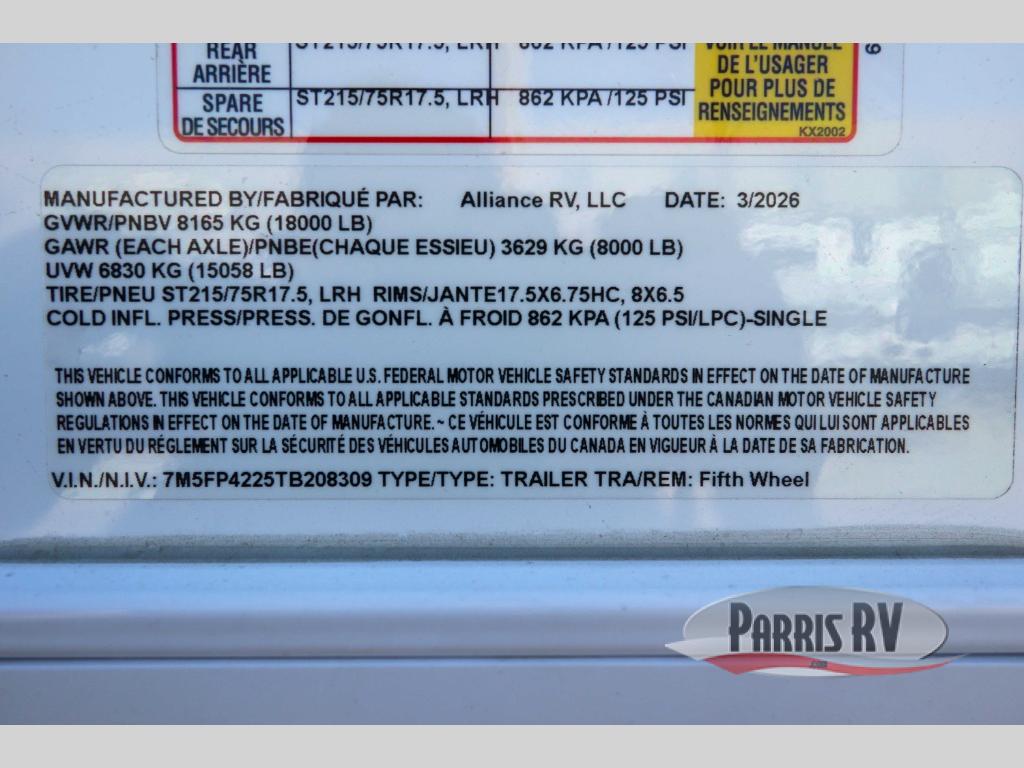 REAR ST215/75R17.5, LRH 862 KPA /125 PSI VOIR LE MANUEL
ARRIÈRE DE L'USAGER
SPARE ST215/75R17.5, LRH 862 KPA /125 PSI POUR PLUS DE
DE SECOURS RENSEIGNEMENTS
KX2002
MANUFACTURED BY/FABRIQUÉ PAR: Alliance RV, LLC DATE: 3/2026
GVWR/PNBV 8165 KG (18000 LB)
GAWR (EACH AXLE)/PNBE(CHAQUE ESSIEU) 3629 KG (8000 LB)
UVW 6830 KG (15058 LB)
TIRE/PNEU ST215/75R17.5, LRH RIMS/JANTE17.5X6.75HC, 8X6.5
COLD INFL. PRESS/PRESS. DE GONFL. À FROID 862 KPA (125 PSI/LPC)-SINGLE
THIS VEHICLE CONFORMS TO ALL APPLICABLE U.S. FEDERAL MOTOR VEHICLE SAFETY STANDARDS IN EFFECT ON THE DATE OF MANUFACTURE
SHOWN ABOVE. THIS VEHICLE CONFORMS TO ALL APPLICABLE STANDARDS PRESCRIBED UNDER THE CANADIAN MOTOR VEHICLE SAFETY
REGULATIONS IN EFFECT ON THE DATE OF MANUFACTURE. ~ CE VÉHICULE EST CONFORME À TOUTES LES NORMES QUI LUI SONT APPLICABLES
EN VERTU DU RÉGLEMENT SUR LA SÉCURITÉ DES VÉHICULES AUTOMOBILES DU CANADA EN VIGUEUR À LA DATE DE SA FABRICATION.
V.I.N./N.I.V.: 7M5FP4225TB208309 TYPE/TYPE: TRAILER TRA/REM: Fifth Wheel
PARRIS RV
.com